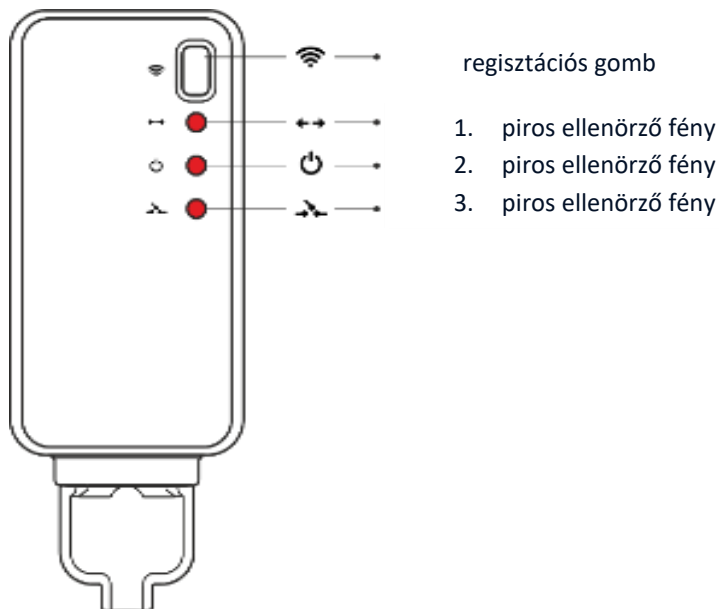 regisztációs gomb
1. piros ellenörző fény
2. piros ellenörző fény
3. piros ellenörző fény